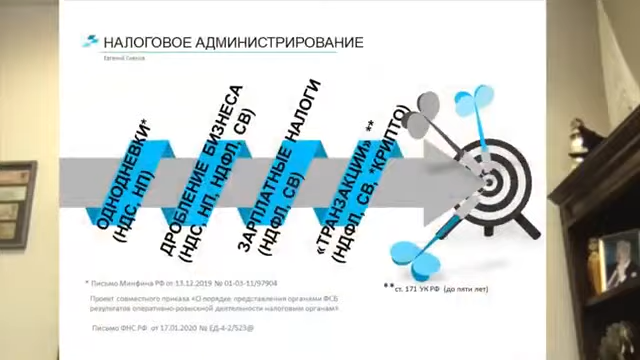 НАЛОГОВОЕ АДМИНИСТРИРОВАНИЕ
Евгений Сивков
ОДНОДНЕВКИ*
(НДС, НП)
ДРОБЛЕНИЕ БИЗНЕСА
(НДС, НП, НДФЛ, СВ)
ЗАРПЛАТНЫЕ НАЛОГИ
(НДФЛ, СВ)
«ТРАНЗАКЦИИ» **
(НДФЛ, СВ, *КРИПТО)
* Письмо Минфина РФ от 13.12.2019 № 01-03-11/97904
**ст. 171 УК РФ (до пяти лет)
Проект совместного приказа «О порядке представления органами ФСБ
результатов оперативно-розыскной деятельности налоговым органам»
Письмо ФНС РФ от 17.01.2020 № ЕД-4-2/523@